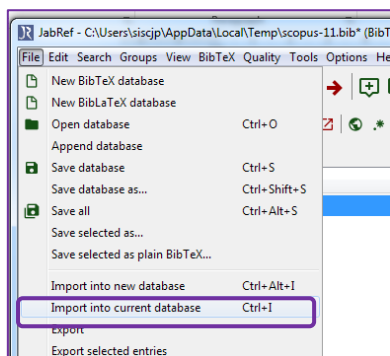 JabRef - C:\Users\siscjp\AppData\Local\Temp\scopus-11.bib* (BibT
File Edit Search Groups View BibTeX Quality Tools Options He
New BibTeX database
New BibLaTeX database
Open database Ctrl+O
Append database
Save database Ctrl+S
Save database as... Ctrl+Shift+S
Save all Ctrl+Alt+S
Save selected as...
Save selected as plain BibTeX...
Import into new database Ctrl+Alt+I
Import into current database Ctrl+I
Export
Export selected entries